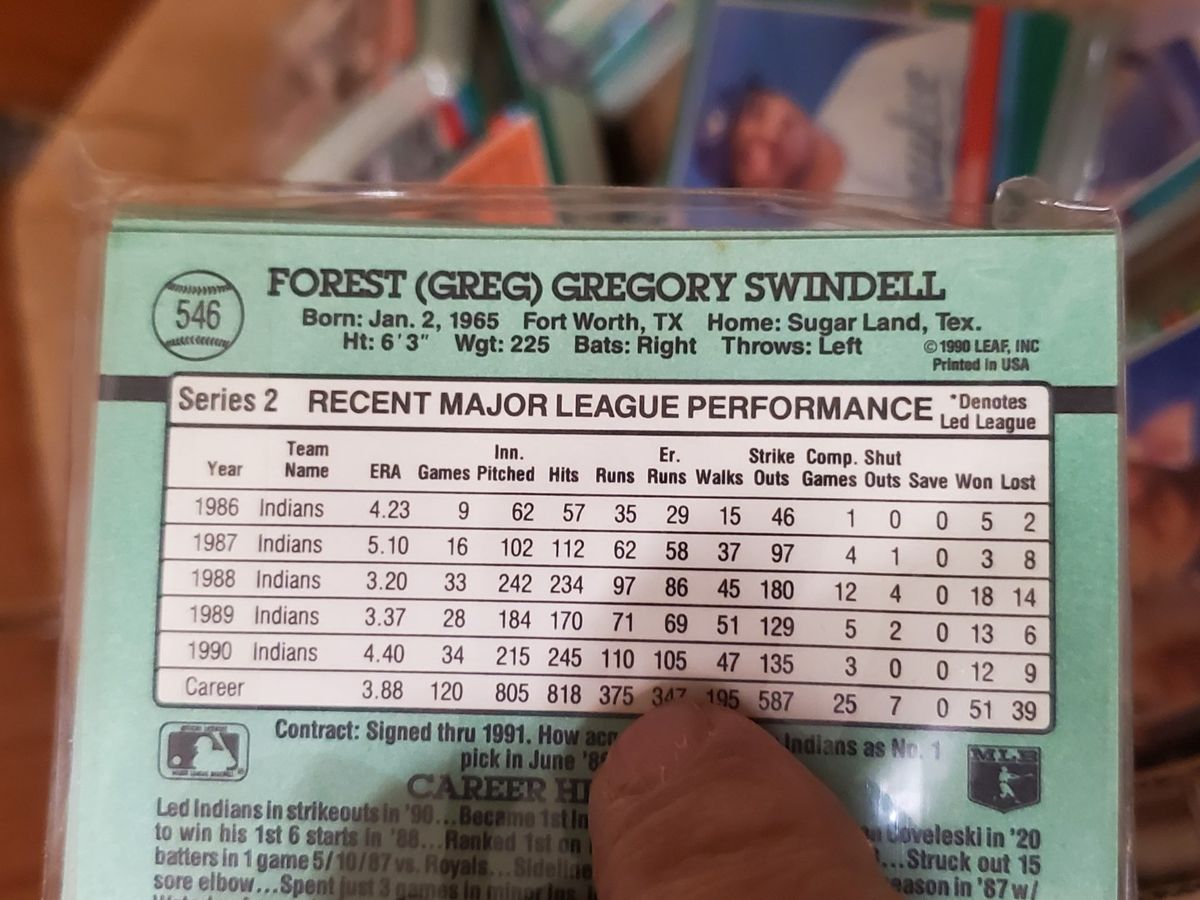 546
FOREST (GREG) GREGORY SWINDELL
Born: Jan. 2, 1965 Fort Worth, TX Home: Sugar Land, Tex.
Ht: 6'3" Wgt: 225 Bats: Right Throws: Left
©1990 LEAF, INC
Printed in USA
Series 2 RECENT MAJOR LEAGUE PERFORMANCE *Denotes Led League
Year Team Name ERA Games Inn. Pitched Hits Runs Er. Runs Walks Strike Outs Comp. Games Shut Outs Save Won Lost
1986 Indians 4.23 9 62 57 35 29 15 46 1 0 0 5 2
1987 Indians 5.10 16 102 112 62 58 37 97 4 1 0 3 8
1988 Indians 3.20 33 242 234 97 86 45 180 12 4 0 18 14
1989 Indians 3.37 28 184 170 71 69 51 129 5 2 0 13 6
1990 Indians 4.40 34 215 245 110 105 47 135 3 0 0 12 9
Career 3.88 120 805 818 375 347 195 587 25 7 0 51 39
Contract: Signed thru 1991. How Indians as No. 1
pick in June
MLB
CAREER
Led Indians in strikeouts in '90...Became 1st in '20
to win his 1st 6 starts in '88...Ranked 1st on ...Struck out 15
batters in 1 game 5/10/87 vs. Royals...
sore elbow...Spent just 3 games in minor in '87 w/